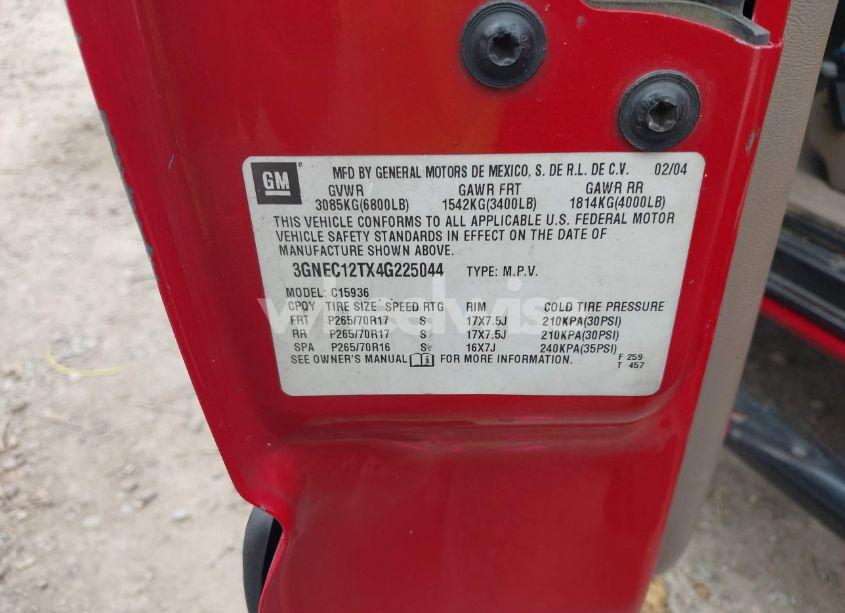 GM
MFD BY GENERAL MOTORS DE MEXICO, S. DE R.L. DE C.V. 02/04
GVWR GAWR FRT GAWR RR
3085KG(6800LB) 1542KG(3400LB) 1814KG(4000LB)
THIS VEHICLE CONFORMS TO ALL APPLICABLE U.S. FEDERAL MOTOR
VEHICLE SAFETY STANDARDS IN EFFECT ON THE DATE OF
MANUFACTURE SHOWN ABOVE.
3GNEC12TX4G225044 TYPE: M.P.V.
MODEL: C15936
CPQY TIRE SIZE SPEED RTG RIM COLD TIRE PRESSURE
FRT P265/70R17 S 17X7.5J 210KPA(30PSI)
RR P265/70R17 S 17X7.5J 210KPA(30PSI)
SPA P265/70R16 S 16X7J 240KPA(35PSI)
SEE OWNER'S MANUAL FOR MORE INFORMATION.
F 259
T 457